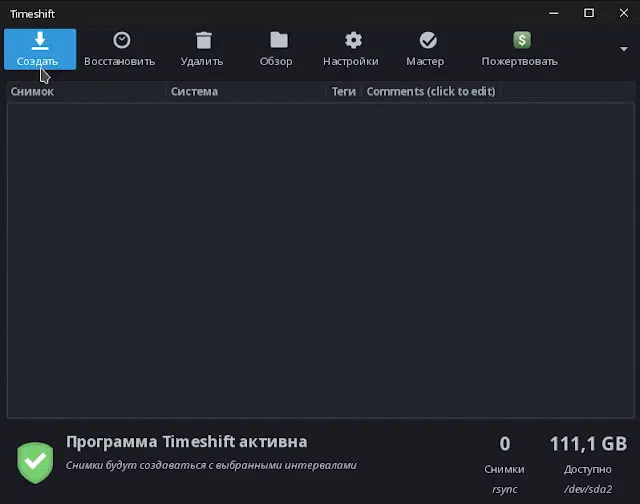 Timeshift
Создать Восстановить Удалить Обзор Настройки Мастер Пожертвовать
Снимок Система Теги Comments (click to edit)
Программа Timeshift активна
Снимки будут создаваться с выбранными интервалами
0 111,1 GB
Снимки Доступно
rsync /dev/sda2